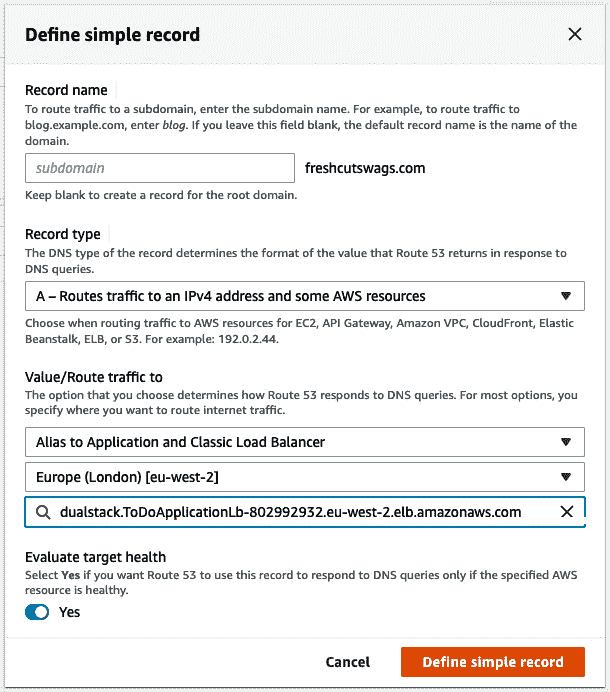 Define simple record
Record name
To route traffic to a subdomain, enter the subdomain name. For example, to route traffic to
blog.example.com, enter blog. If you leave this field blank, the default record name is the name of the
domain.
subdomain
freshcutswags.com
Keep blank to create a record for the root domain.
Record type
The DNS type of the record determines the format of the value that Route 53 returns in response to
DNS queries.
A – Routes traffic to an IPv4 address and some AWS resources
Choose when routing traffic to AWS resources for EC2, API Gateway, Amazon VPC, CloudFront, Elastic
Beanstalk, ELB, or S3. For example: 192.0.2.44.
Value/Route traffic to
The option that you choose determines how Route 53 responds to DNS queries. For most options, you
specify where you want to route internet traffic.
Alias to Application and Classic Load Balancer
Europe (London) [eu-west-2]
dualstack.ToDoApplicationLb-802992932.eu-west-2.elb.amazonaws.com
Evaluate target health
Select Yes if you want Route 53 to use this record to respond to DNS queries only if the specified AWS
resource is healthy.
Yes
Cancel
Define simple record